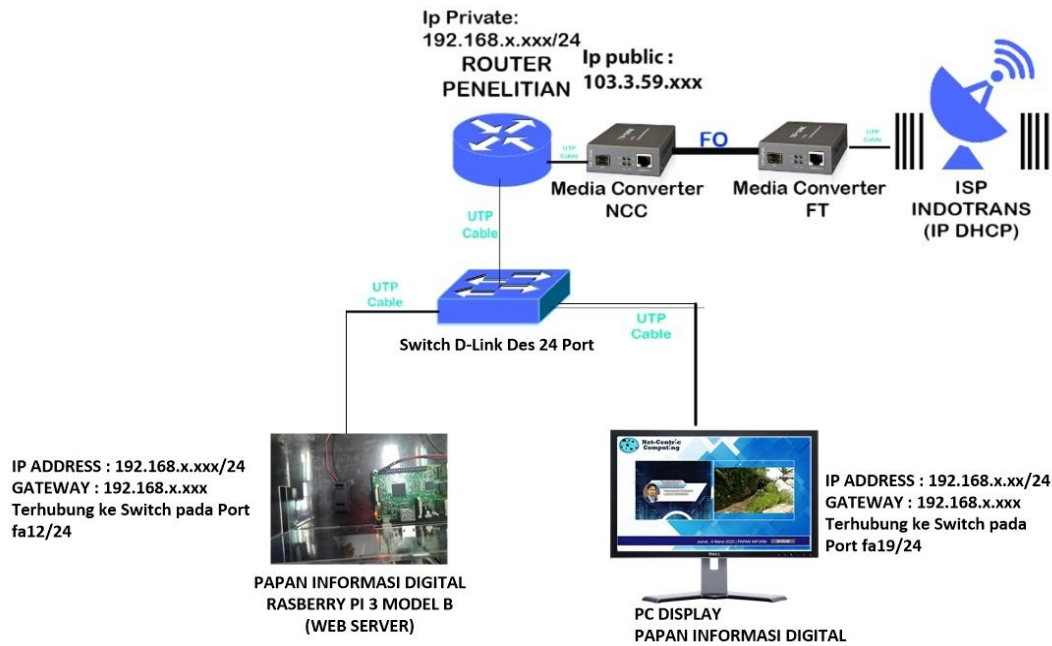 Ip Private:
192.168.x.xxx/24
ROUTER
PENELITIAN
Ip public :
103.3.59.xxx
UTP
Cable
FO
UTP
Cable
Media Converter
NCC
Media Converter
FT
ISP
INDOTRANS
(IP DHCP)
UTP
Cable
UTP
Cable
UTP
Cable
Switch D-Link Des 24 Port
IP ADDRESS : 192.168.x.xxx/24
GATEWAY : 192.168.x.xxx
Terhubung ke Switch pada Port
fa12/24
PAPAN INFORMASI DIGITAL
RASBERRY PI 3 MODEL B
(WEB SERVER)
Net-Centric
Computing
DELL
IP ADDRESS : 192.168.x.xx/24
GATEWAY : 192.168.x.xxx
Terhubung ke Switch pada
Port fa19/24
PC DISPLAY
PAPAN INFORMASI DIGITAL